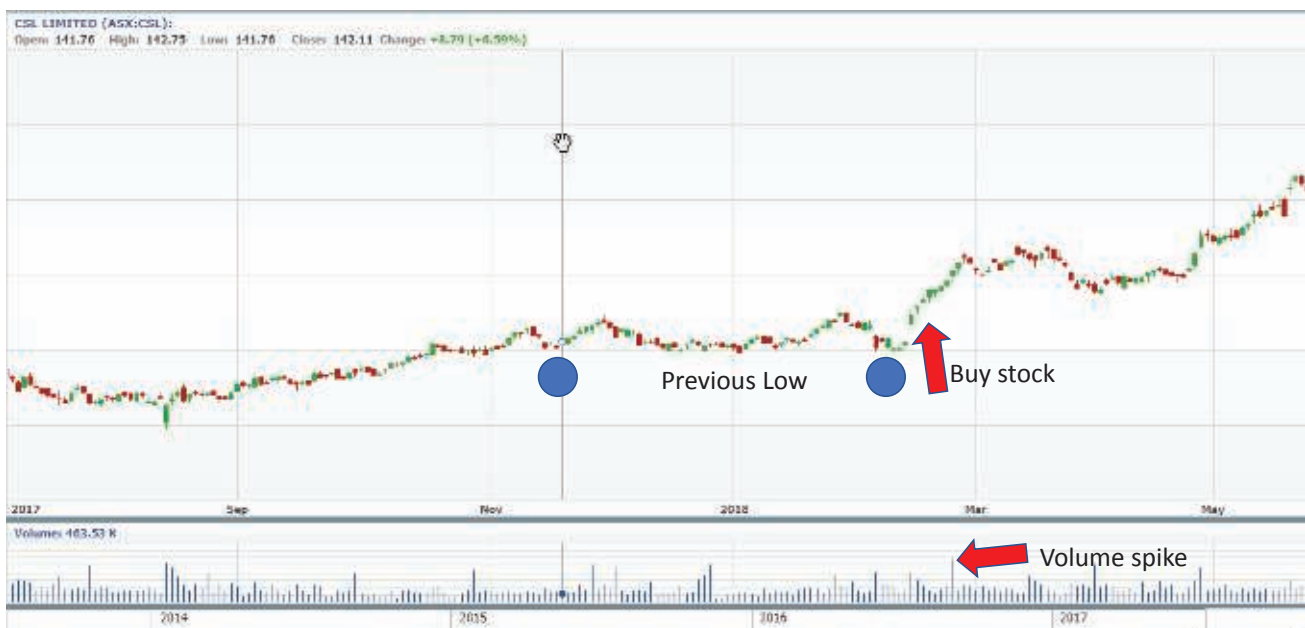 CSL LIMITED (ASX:CSL):
Open: 141.76 High: 142.75 Low: 141.76 Close: 142.11 Change: +8.79 (+6.59%)
Previous Low
Buy stock
2017 Sep Nov 2018 Mar May
Volume: 463.53 K
Volume spike
2014 2015 2016 2017